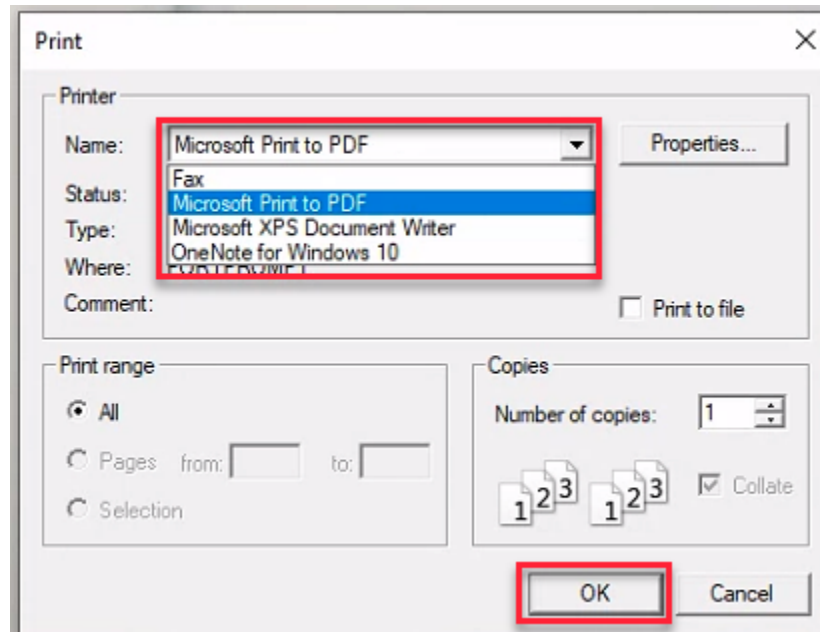 Print
Printer
Name: Microsoft Print to PDF Properties...
Fax
Status: Microsoft Print to PDF
Type: Microsoft XPS Document Writer
OneNote for Windows 10
Where:
Comment: Print to file
Print range
All
Pages from: to:
Selection
Copies
Number of copies: 1
1 2 3 1 2 3
Collate
OK Cancel